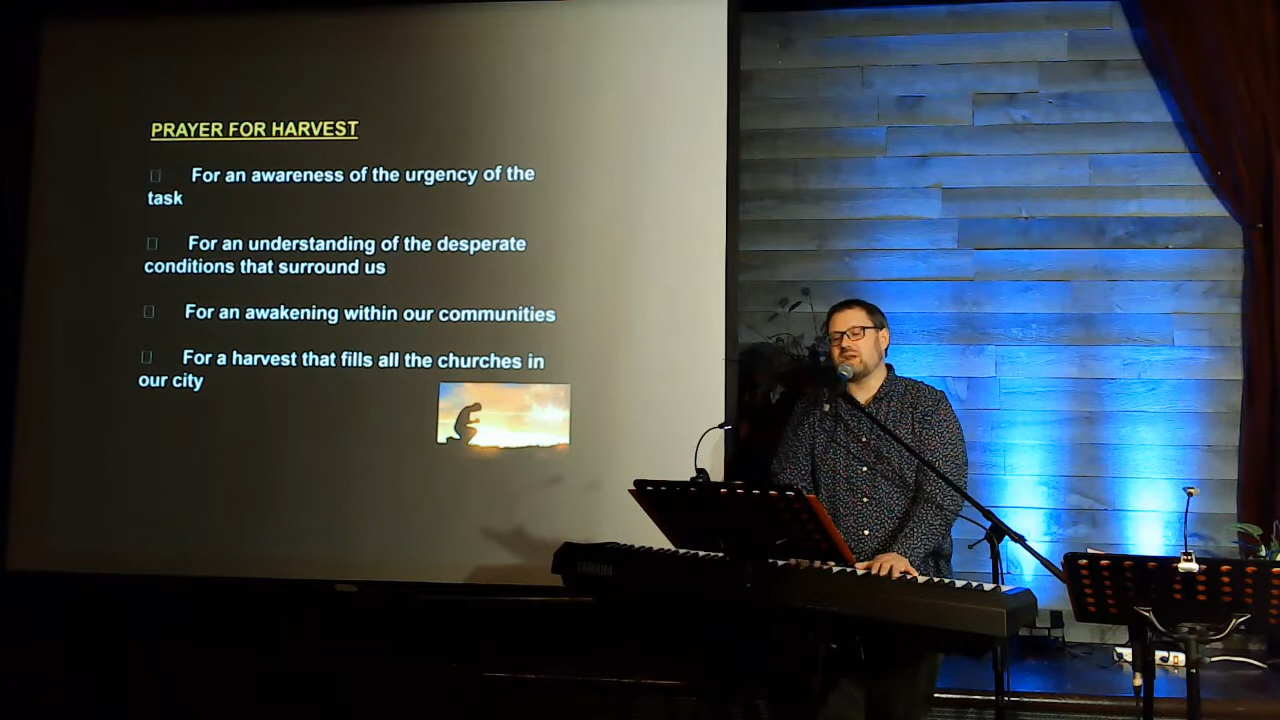 PRAYER FOR HARVEST
For an awareness of the urgency of the
task
For an understanding of the desperate
conditions that surround us
For an awakening within our communities
For a harvest that fills all the churches in
our city
YAMAHA